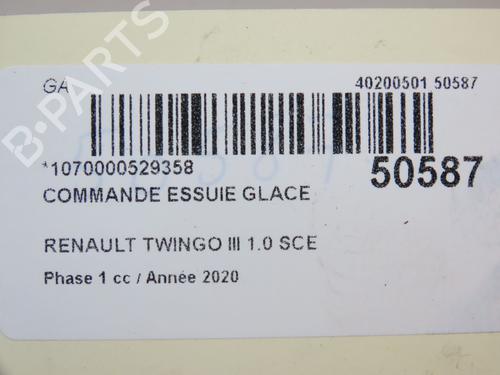 GA
40200501 50587
*1070000529358
50587
COMMANDE ESSUIE GLACE
RENAULT TWINGO III 1.0 SCE
Phase 1 cc / Année 2020
B-PARTS